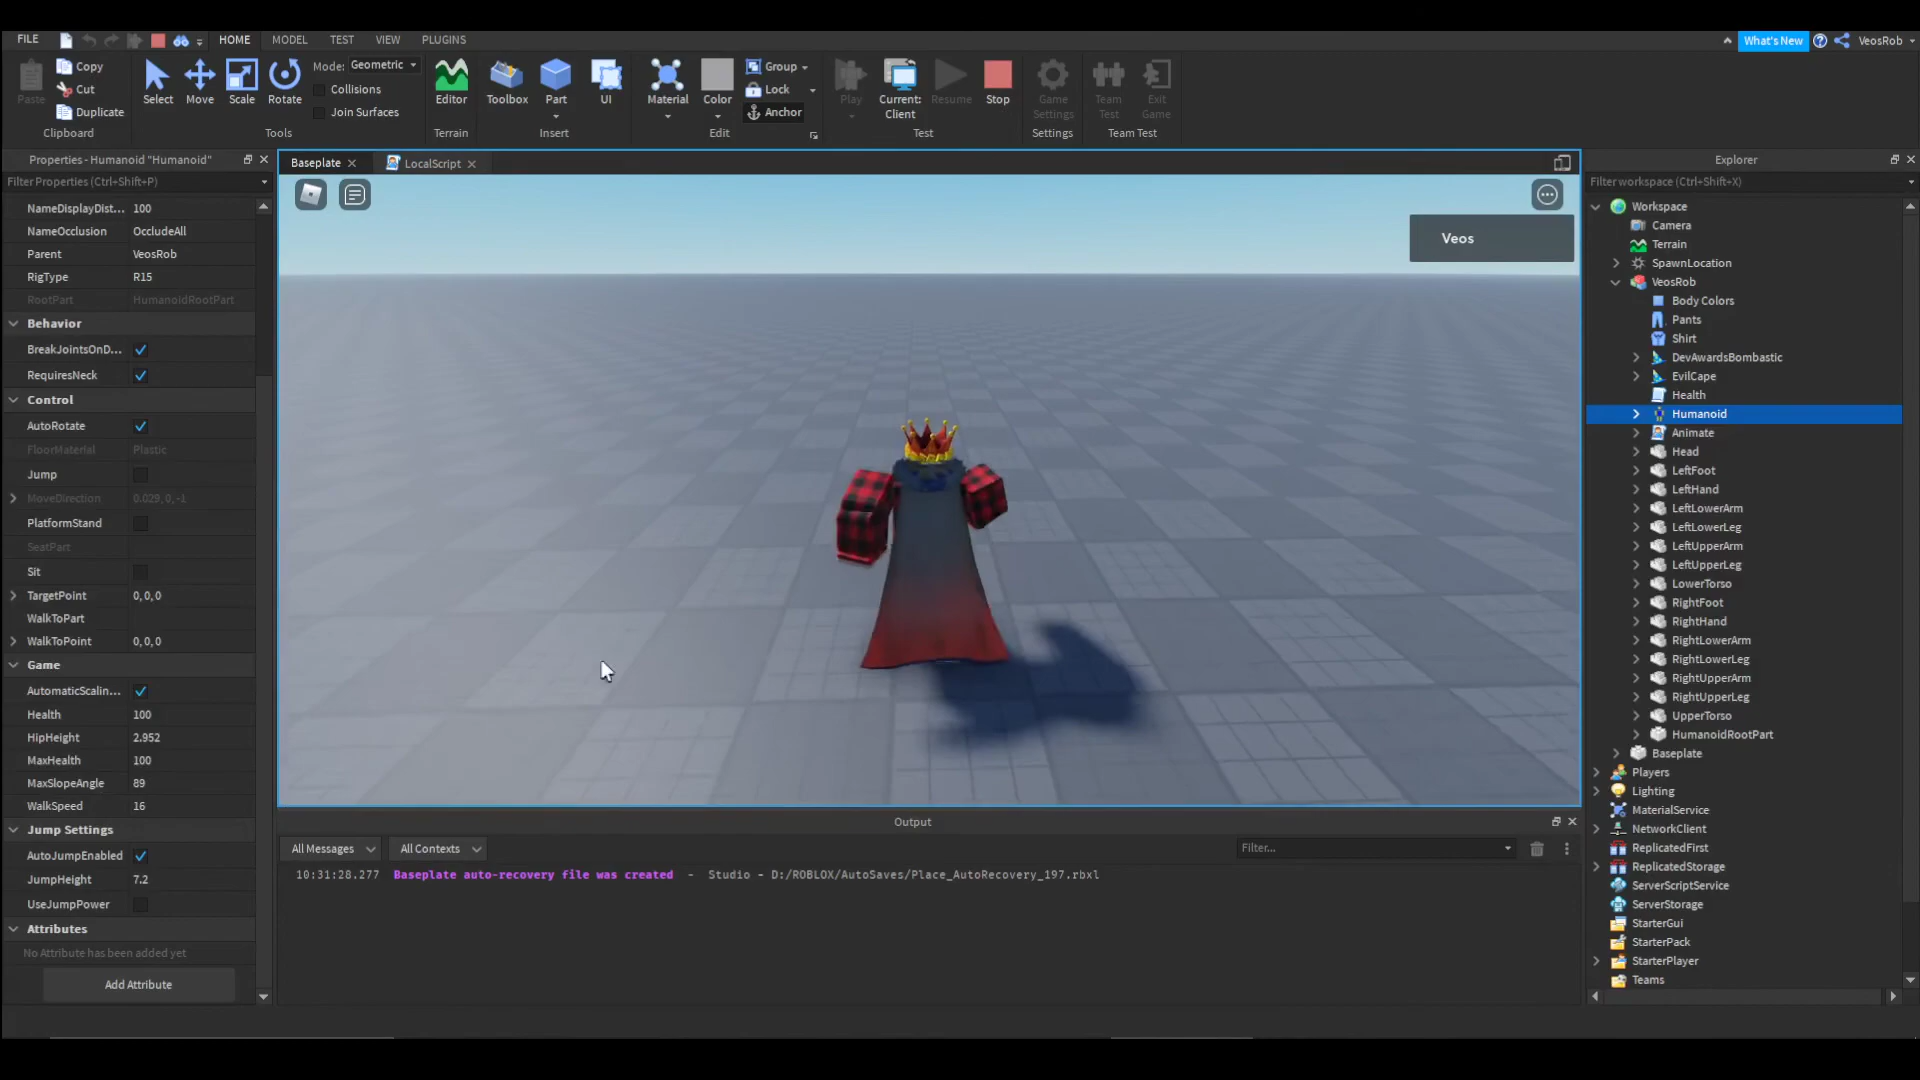 FILE
HOME
MODEL
TEST
VIEW
PLUGINS
What's New
VeosRob
Paste
Copy
Cut
Duplicate
Clipboard
Select
Move
Scale
Rotate
Mode: Geometric
Collisions
Join Surfaces
Tools
Editor
Terrain
Toolbox
Part
UI
Insert
Material
Color
Group
Lock
Anchor
Edit
Play
Current:
Client
Resume
Stop
Test
Game
Settings
Settings
Team
Test
Exit
Game
Team Test
Properties - Humanoid "Humanoid"
Filter Properties (Ctrl+Shift+P)
NameDisplayDist... 100
NameOcclusion OccludeAll
Parent VeosRob
RigType R15
RootPart HumanoidRootPart
Behavior
BreakJointsOnD...
RequiresNeck
Control
AutoRotate
FloorMaterial Plastic
Jump
MoveDirection 0.029, 0, -1
PlatformStand
SeatPart
Sit
TargetPoint 0, 0, 0
WalkToPart
WalkToPoint 0, 0, 0
Game
AutomaticScalin...
Health 100
HipHeight 2.952
MaxHealth 100
MaxSlopeAngle 89
WalkSpeed 16
Jump Settings
AutoJumpEnabled
JumpHeight 7.2
UseJumpPower
Attributes
No Attribute has been added yet
Add Attribute
Baseplate
LocalScript
Veos
Output
All Messages
All Contexts
Filter...
10:31:28.277 Baseplate auto-recovery file was created - Studio - D:/ROBLOX/AutoSaves/Place_AutoRecovery_197.rbxl
Explorer
Filter workspace (Ctrl+Shift+X)
Workspace
Camera
Terrain
SpawnLocation
VeosRob
Body Colors
Pants
Shirt
DevAwardsBombastic
EvilCape
Health
Humanoid
Animate
Head
LeftFoot
LeftHand
LeftLowerArm
LeftLowerLeg
LeftUpperArm
LeftUpperLeg
LowerTorso
RightFoot
RightHand
RightLowerArm
RightLowerLeg
RightUpperArm
RightUpperLeg
UpperTorso
HumanoidRootPart
Baseplate
Players
Lighting
MaterialService
NetworkClient
ReplicatedFirst
ReplicatedStorage
ServerScriptService
ServerStorage
StarterGui
StarterPack
StarterPlayer
Teams